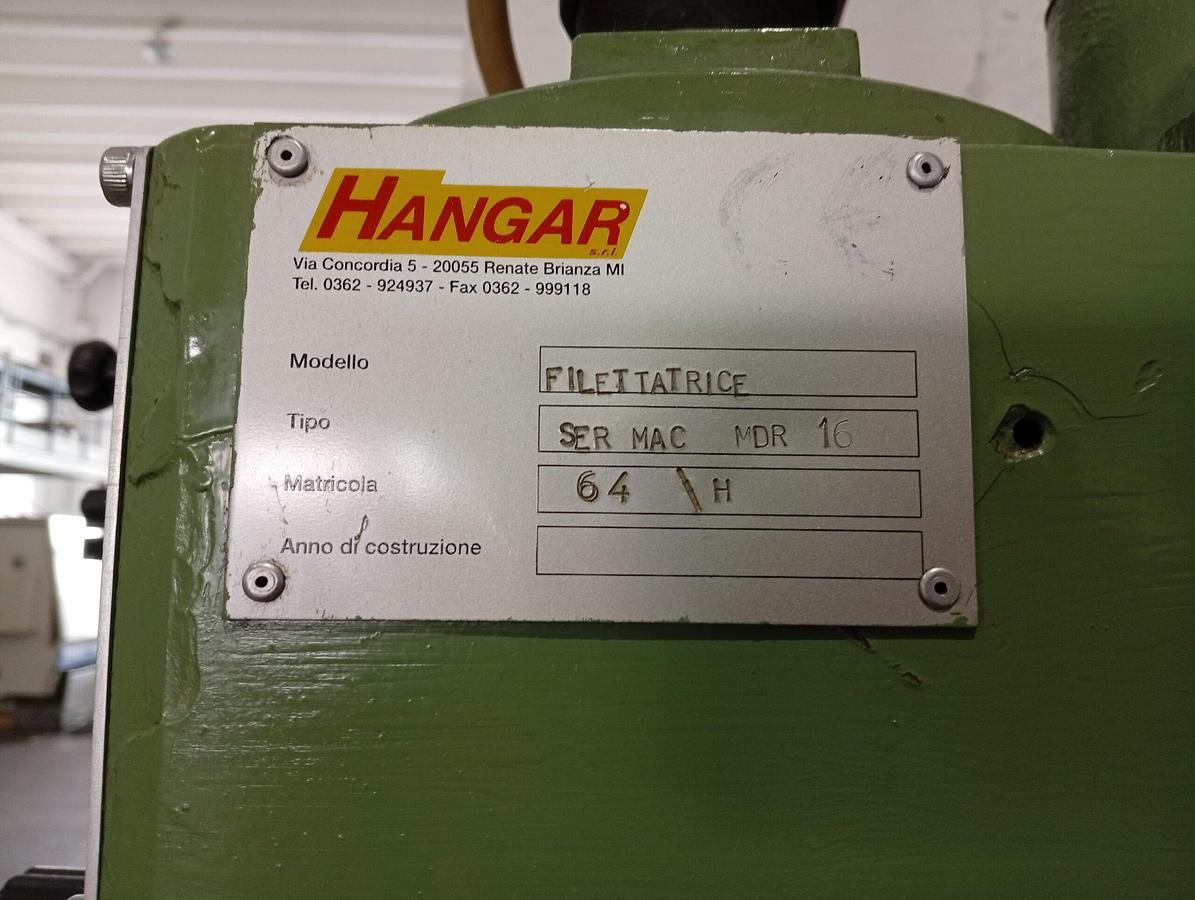 HANGAR
s.r.l.
CE
Via Concordia 5 - 20055 Renate Brianza MI
Tel. 0362 - 924937 - Fax 0362 - 999118
Modello FILETTATRICE
Tipo SER MAC MDR 16
Matricola 64 \ H
Anno di costruzione